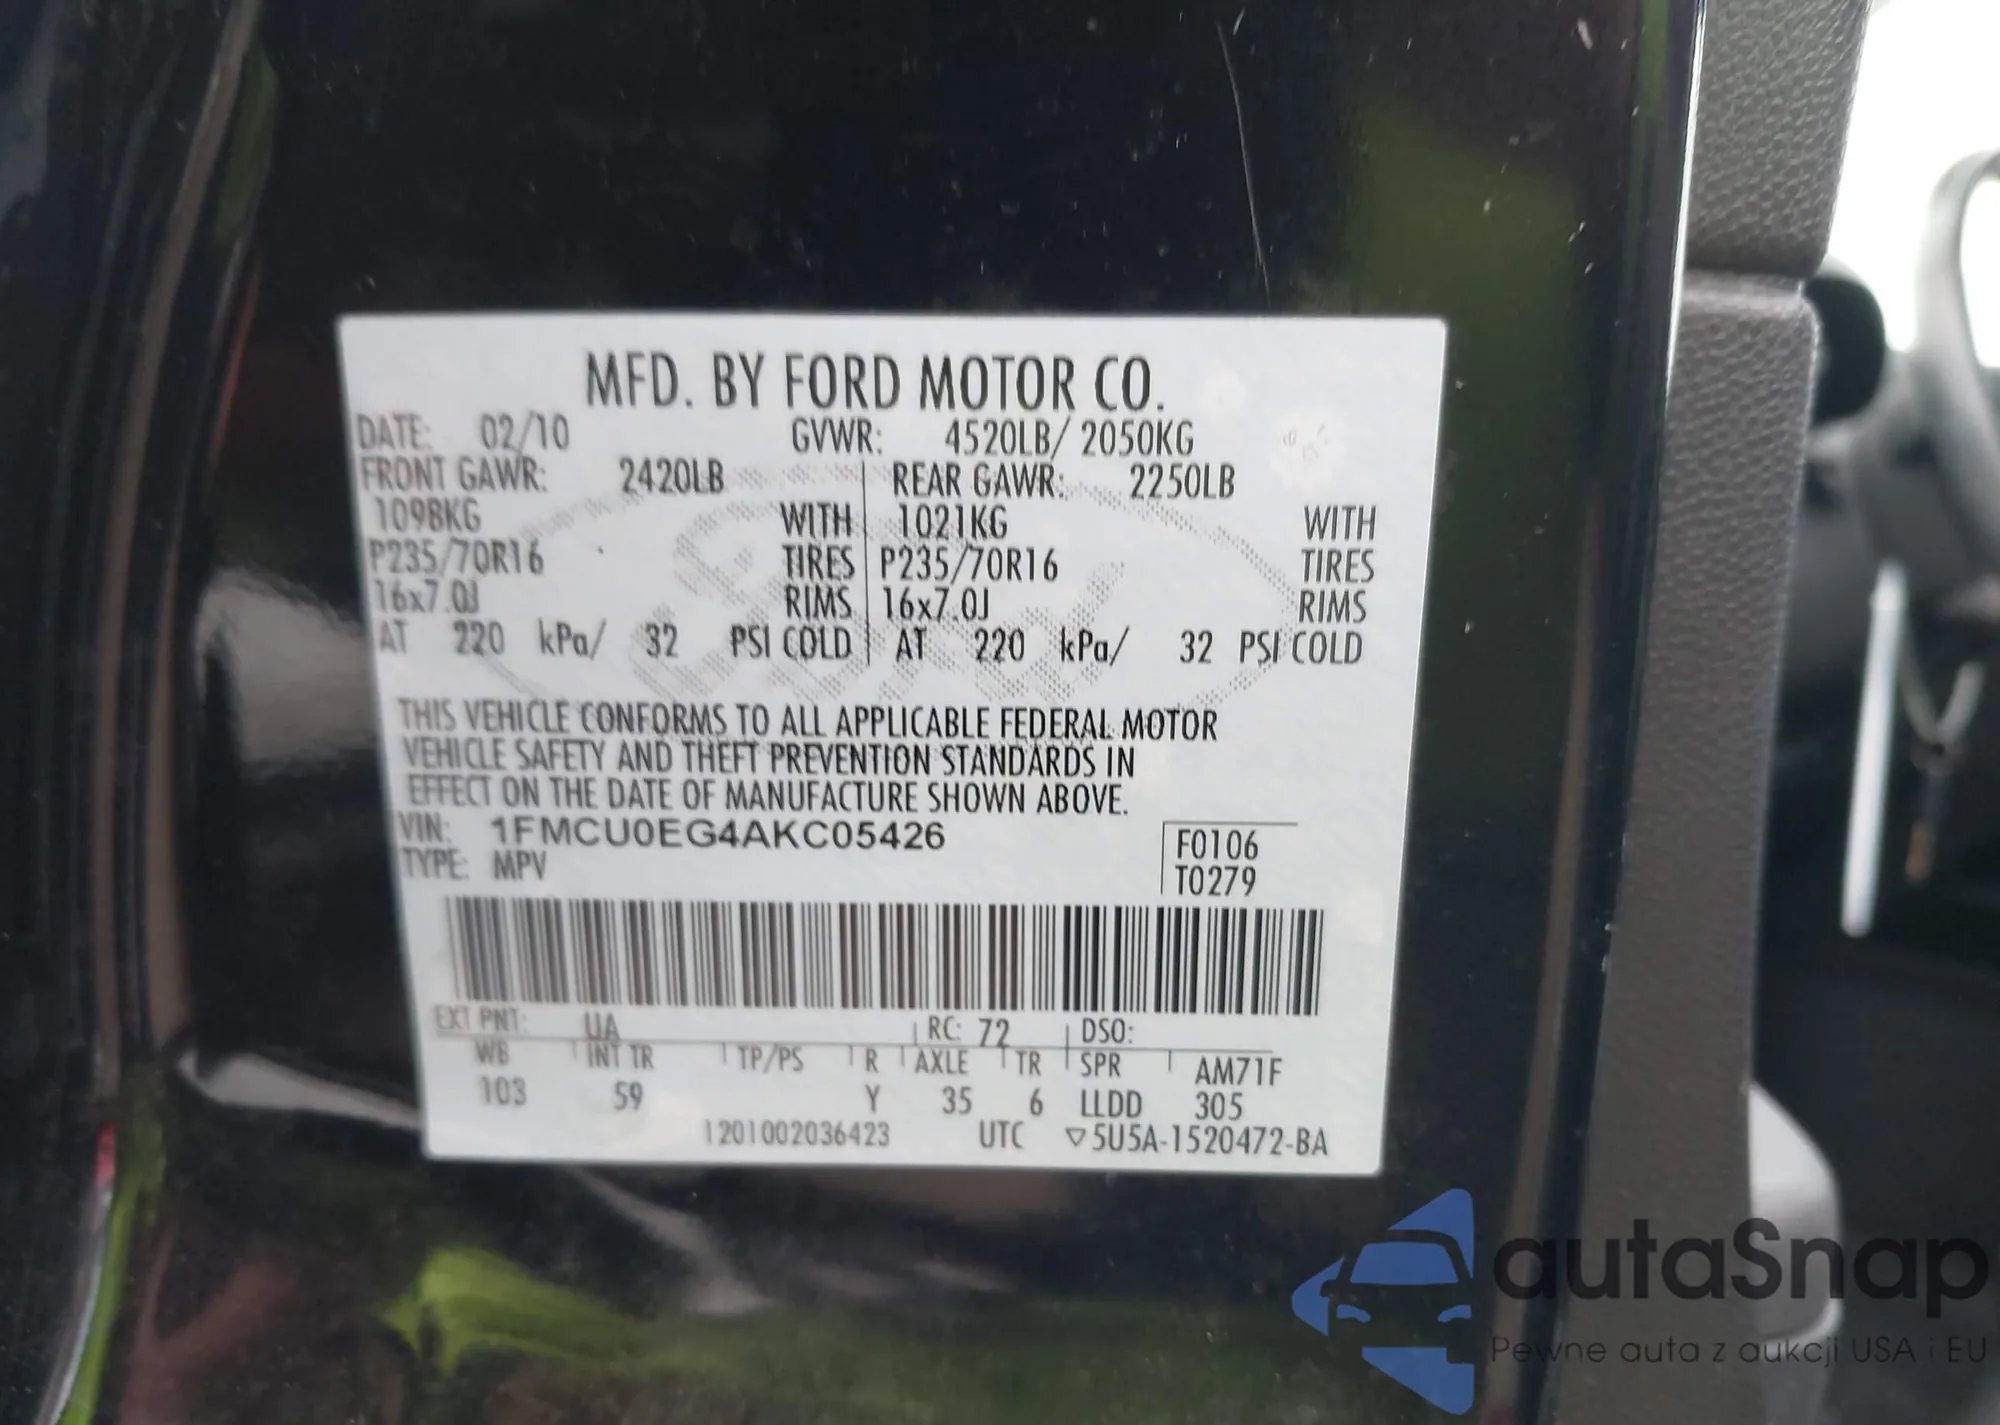 MFD. BY FORD MOTOR CO.
DATE: 02/10 GVWR: 4520LB/ 2050KG
FRONT GAWR: 2420LB REAR GAWR: 2250LB
1098KG WITH 1021KG WITH
P235/70R16 TIRES P235/70R16 TIRES
16x7.0J RIMS 16x7.0J RIMS
AT 220 kPa/ 32 PSI COLD AT 220 kPa/ 32 PSI COLD
THIS VEHICLE CONFORMS TO ALL APPLICABLE FEDERAL MOTOR
VEHICLE SAFETY AND THEFT PREVENTION STANDARDS IN
EFFECT ON THE DATE OF MANUFACTURE SHOWN ABOVE.
VIN: 1FMCU0EG4AKC05426 F0106
TYPE: MPV T0279
EXT PNT: UA RC: 72 DSO:
WB INT TR TP/PS R AXLE TR SPR AM71F
103 59 Y 35 6 LLDD 305
1201002036423 UTC ▽5U5A-1520472-BA
autaSnap
Pewne auta z aukcji USA i EU